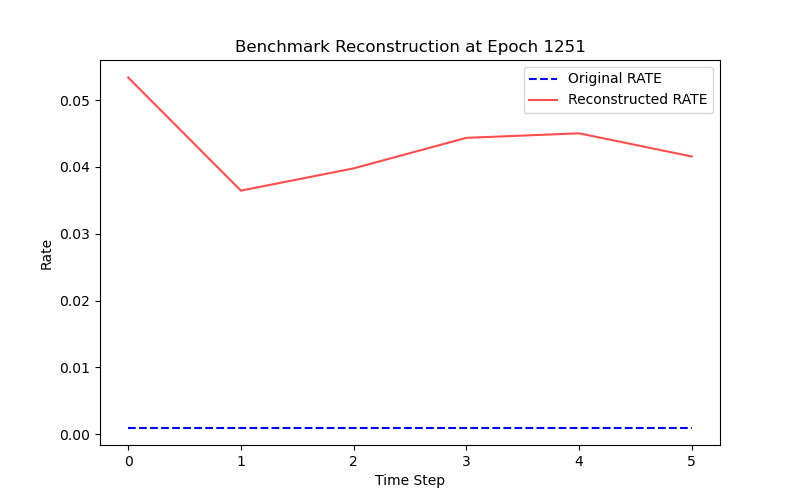 Benchmark Reconstruction at Epoch 1251
Original RATE
Reconstructed RATE
0.05
0.04
0.03
0.02
0.01
0.00
Rate
0 1 2 3 4 5
Time Step